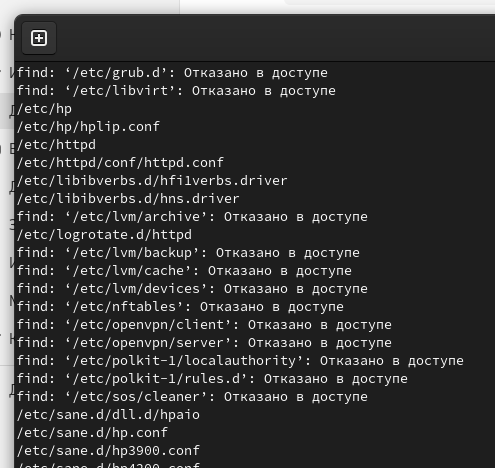 find: ‘/etc/grub.d’: Отказано в доступе
find: ‘/etc/libvirt’: Отказано в доступе
/etc/hp
/etc/hp/hplip.conf
/etc/httpd
/etc/httpd/conf/httpd.conf
/etc/libibverbs.d/hfi1verbs.driver
/etc/libibverbs.d/hns.driver
find: ‘/etc/lvm/archive’: Отказано в доступе
/etc/logrotate.d/httpd
find: ‘/etc/lvm/backup’: Отказано в доступе
find: ‘/etc/lvm/cache’: Отказано в доступе
find: ‘/etc/lvm/devices’: Отказано в доступе
find: ‘/etc/nftables’: Отказано в доступе
find: ‘/etc/openvpn/client’: Отказано в доступе
find: ‘/etc/openvpn/server’: Отказано в доступе
find: ‘/etc/polkit-1/localauthority’: Отказано в доступе
find: ‘/etc/polkit-1/rules.d’: Отказано в доступе
find: ‘/etc/sos/cleaner’: Отказано в доступе
/etc/sane.d/dll.d/hpaio
/etc/sane.d/hp.conf
/etc/sane.d/hp3900.conf
/etc/sane.d/hp4200.conf